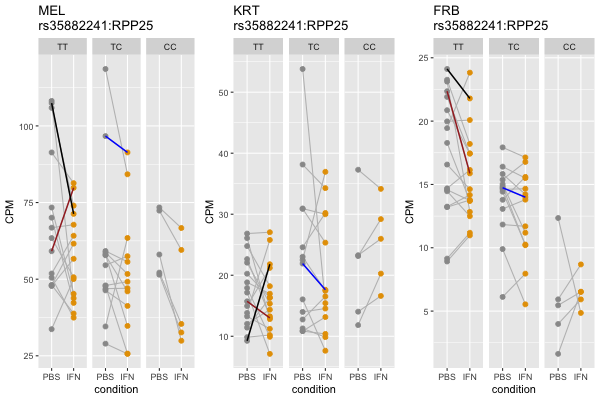 MEL
rs35882241:RPP25
TT TC CC
CPM
100
75
50
25
PBS IFN PBS IFN PBS IFN
condition
KRT
rs35882241:RPP25
TT TC CC
CPM
50
40
30
20
10
PBS IFN PBS IFN PBS IFN
condition
FRB
rs35882241:RPP25
TT TC CC
CPM
25
20
15
10
5
PBS IFN PBS IFN PBS IFN
condition